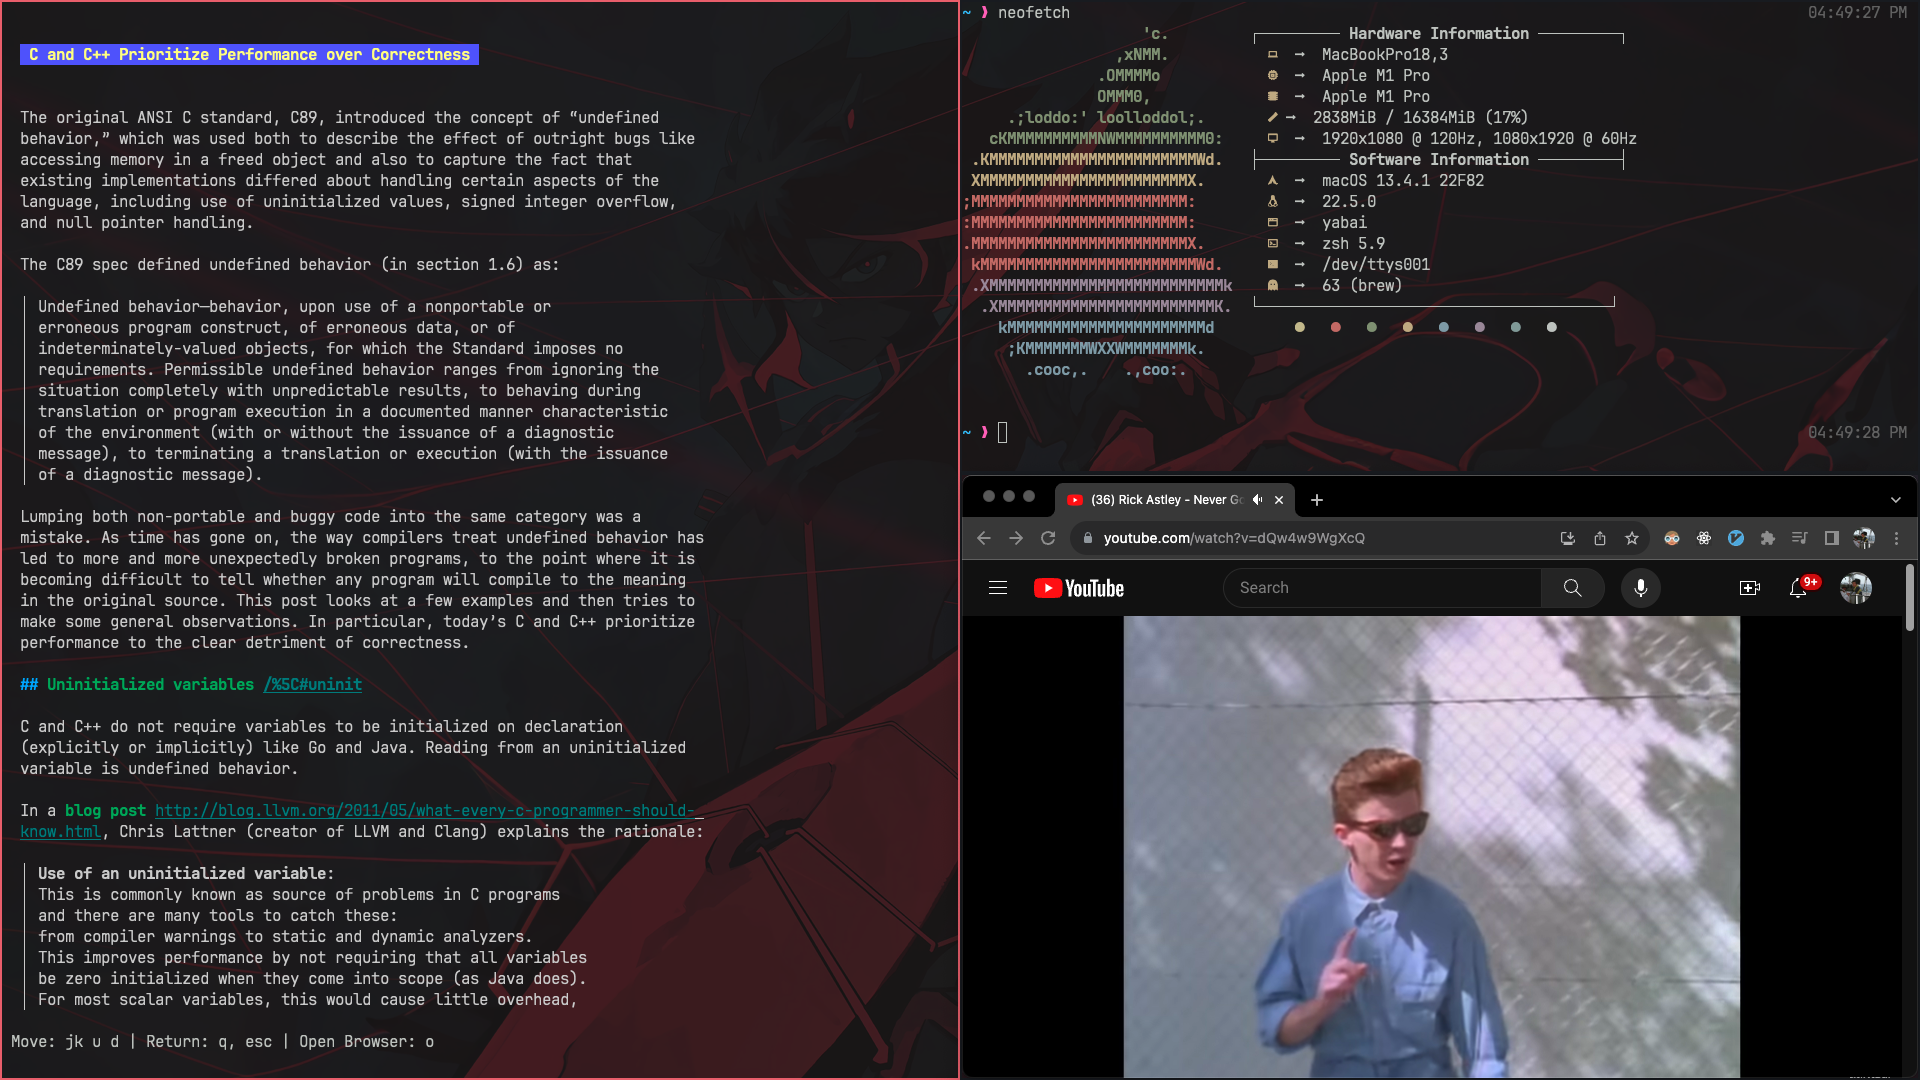 C and C++ Prioritize Performance over Correctness
The original ANSI C standard, C89, introduced the concept of “undefined
behavior,” which was used both to describe the effect of outright bugs like
accessing memory in a freed object and also to capture the fact that
existing implementations differed about handling certain aspects of the
language, including use of uninitialized values, signed integer overflow,
and null pointer handling.
The C89 spec defined undefined behavior (in section 1.6) as:
Undefined behavior—behavior, upon use of a nonportable or
erroneous program construct, of erroneous data, or of
indeterminately-valued objects, for which the Standard imposes no
requirements. Permissible undefined behavior ranges from ignoring the
situation completely with unpredictable results, to behaving during
translation or program execution in a documented manner characteristic
of the environment (with or without the issuance of a diagnostic
message), to terminating a translation or execution (with the issuance
of a diagnostic message).
Lumping both non-portable and buggy code into the same category was a
mistake. As time has gone on, the way compilers treat undefined behavior has
led to more and more unexpectedly broken programs, to the point where it is
becoming difficult to tell whether any program will compile to the meaning
in the original source. This post looks at a few examples and then tries to
make some general observations. In particular, today’s C and C++ prioritize
performance to the clear detriment of correctness.
## Uninitialized variables /%5C#uninit
C and C++ do not require variables to be initialized on declaration
(explicitly or implicitly) like Go and Java. Reading from an uninitialized
variable is undefined behavior.
In a blog post http://blog.llvm.org/2011/05/what-every-c-programmer-should-_
know.html, Chris Lattner (creator of LLVM and Clang) explains the rationale:
Use of an uninitialized variable:
This is commonly known as source of problems in C programs
and there are many tools to catch these:
from compiler warnings to static and dynamic analyzers.
This improves performance by not requiring that all variables
be zero initialized when they come into scope (as Java does).
For most scalar variables, this would cause little overhead,
Move: jk u d | Return: q, esc | Open Browser: o
~ ❯ neofetch 04:49:27 PM
'c.
,xNMM.
.OMMMMo
OMMM0,
.;loddo:' loolloddol;.
cKMMMMMMMMMMNWMMMMMMMMMM0:
.KMMMMMMMMMMMMMMMMMMMMMMMWd.
XMMMMMMMMMMMMMMMMMMMMMMMX.
;MMMMMMMMMMMMMMMMMMMMMMMM:
:MMMMMMMMMMMMMMMMMMMMMMMM:
.MMMMMMMMMMMMMMMMMMMMMMMMX.
kMMMMMMMMMMMMMMMMMMMMMMMMWd.
.XMMMMMMMMMMMMMMMMMMMMMMMMMMk
.XMMMMMMMMMMMMMMMMMMMMMMMMK.
kMMMMMMMMMMMMMMMMMMMMMMd
;KMMMMMMMWXXWMMMMMMMk.
.cooc,. .,coo:.
Hardware Information
→ MacBookPro18,3
→ Apple M1 Pro
→ Apple M1 Pro
→ 2838MiB / 16384MiB (17%)
→ 1920x1080 @ 120Hz, 1080x1920 @ 60Hz
Software Information
→ macOS 13.4.1 22F82
→ 22.5.0
→ yabai
→ zsh 5.9
→ /dev/ttys001
→ 63 (brew)
~ ❯ 04:49:28 PM
(36) Rick Astley - Never Go
youtube.com/watch?v=dQw4w9WgXcQ
YouTube
Search
9+